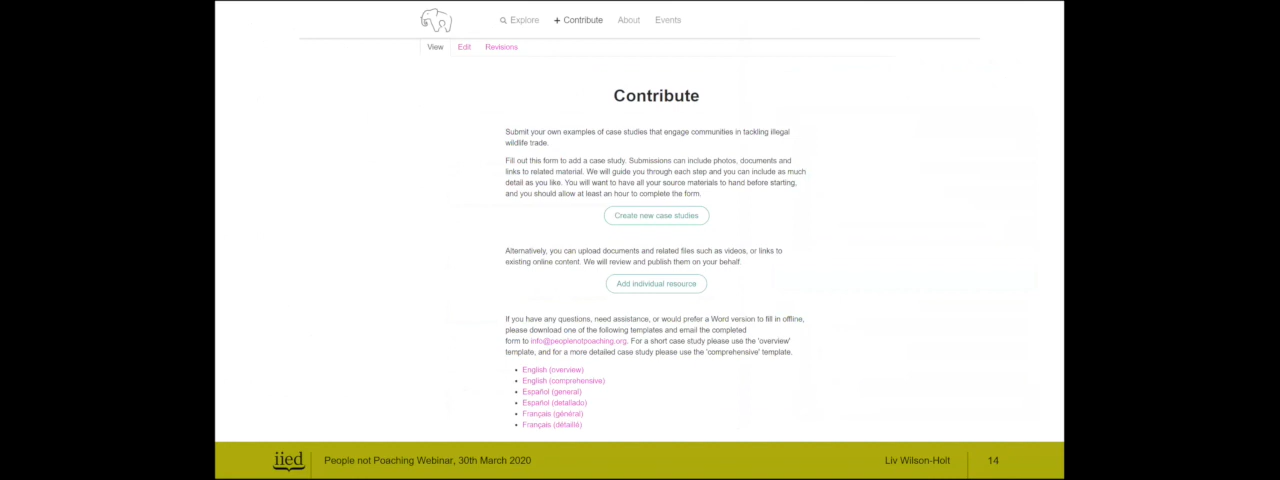 Explore
+ Contribute
About
Events
View
Edit
Revisions
Contribute
Submit your own examples of case studies that engage communities in tackling illegal
wildlife trade.
Fill out this form to add a case study. Submissions can include photos, documents and
links to related material. We will guide you through each step and you can include as much
detail as you like. You will want to have all your source materials to hand before starting,
and you should allow at least an hour to complete the form.
Create new case studies
Alternatively, you can upload documents and related files such as videos, or links to
existing online content. We will review and publish them on your behalf.
Add individual resource
If you have any questions, need assistance, or would prefer a Word version to fill in offline,
please download one of the following templates and email the completed
form to info@peoplenotpoaching.org. For a short case study please use the 'overview'
template, and for a more detailed case study please use the 'comprehensive' template.
• English (overview)
• English (comprehensive)
• Español (general)
• Español (detallado)
• Français (général)
• Français (détaillé)
iied
People not Poaching Webinar, 30th March 2020
Liv Wilson-Holt
14